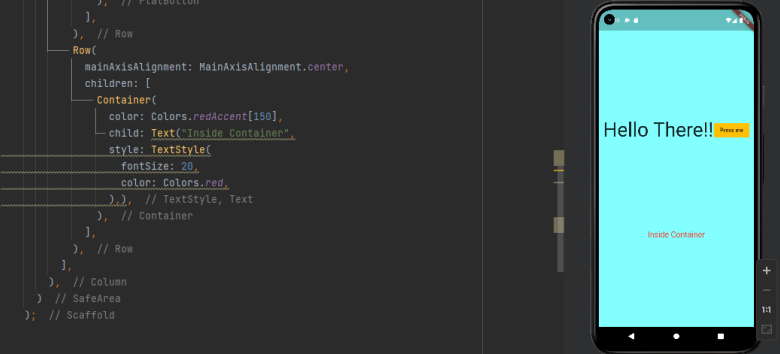 ), // FlatButton
],
), // Row
Row(
mainAxisAlignment: MainAxisAlignment.center,
children: [
Container(
color: Colors.redAccent[150],
child: Text("Inside Container",
style: TextStyle(
fontSize: 20,
color: Colors.red,
),), // TextStyle, Text
), // Container
],
), // Row
],
), // Column
) // SafeArea
); // Scaffold
Hello There!!
Press me
Inside Container
1:1